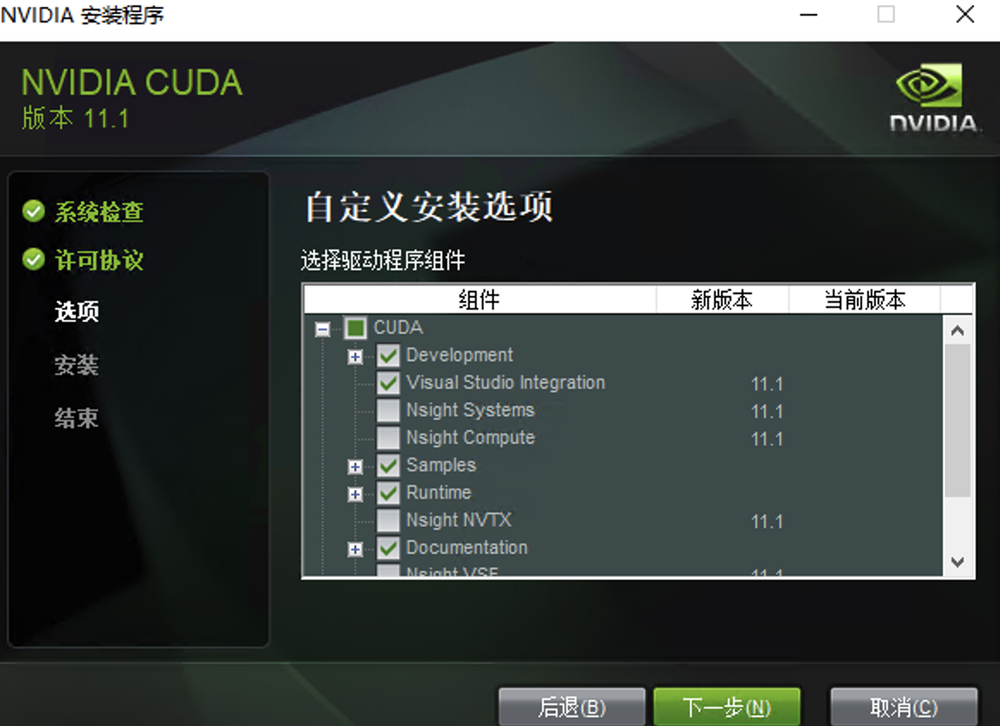 NVIDIA 安装程序
NVIDIA CUDA
版本 11.1
NVIDIA.
系统检查
许可协议
选项
安装
结束
自定义安装选项
选择驱动程序组件
组件 新版本 当前版本
CUDA
Development
Visual Studio Integration 11.1
Nsight Systems 11.1
Nsight Compute 11.1
Samples
Runtime
Nsight NVTX 11.1
Documentation
Nsight VSE 11.1
后退(B) 下一步(N) 取消(C)